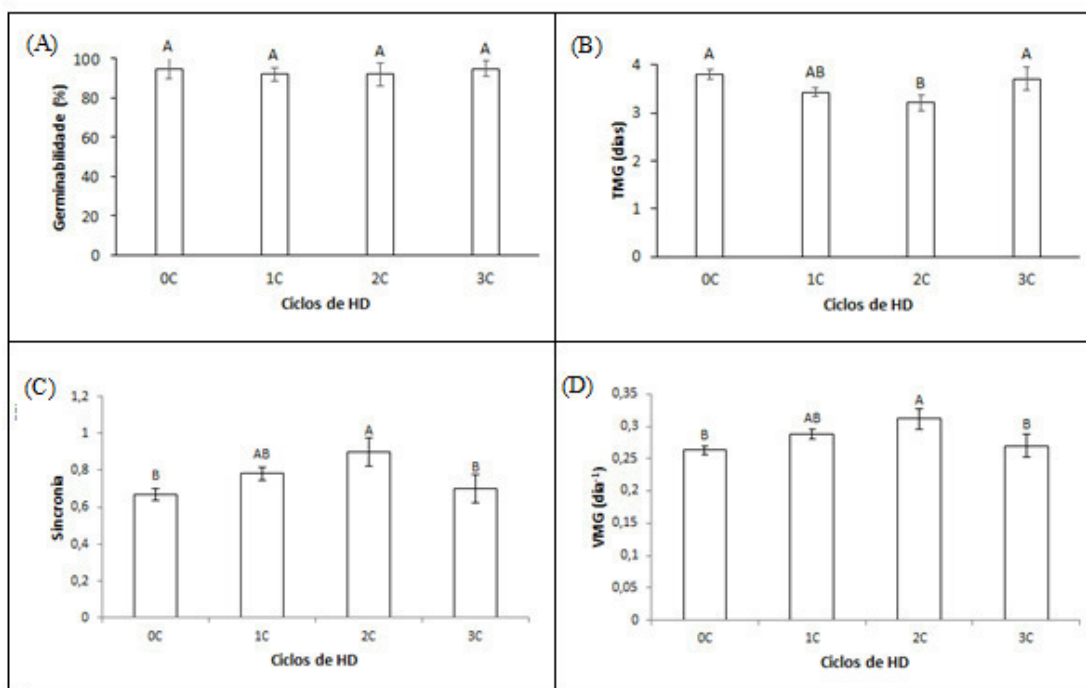 (A)
A A A A
Germinabilidade (%)
100
80
60
40
20
0
0C 1C 2C 3C
Ciclos de HD
(B)
A AB B A
TMG (dias)
4
3
2
1
0
0C 1C 2C 3C
Ciclos de HD
(C)
B AB A B
Sincronia
1,2
1
0,8
0,6
0,4
0,2
0
0C 1C 2C 3C
Ciclos de HD
(D)
B AB A B
VMG (dia-¹)
0,35
0,3
0,25
0,2
0,15
0,1
0,05
0
0C 1C 2C 3C
Ciclos de HD